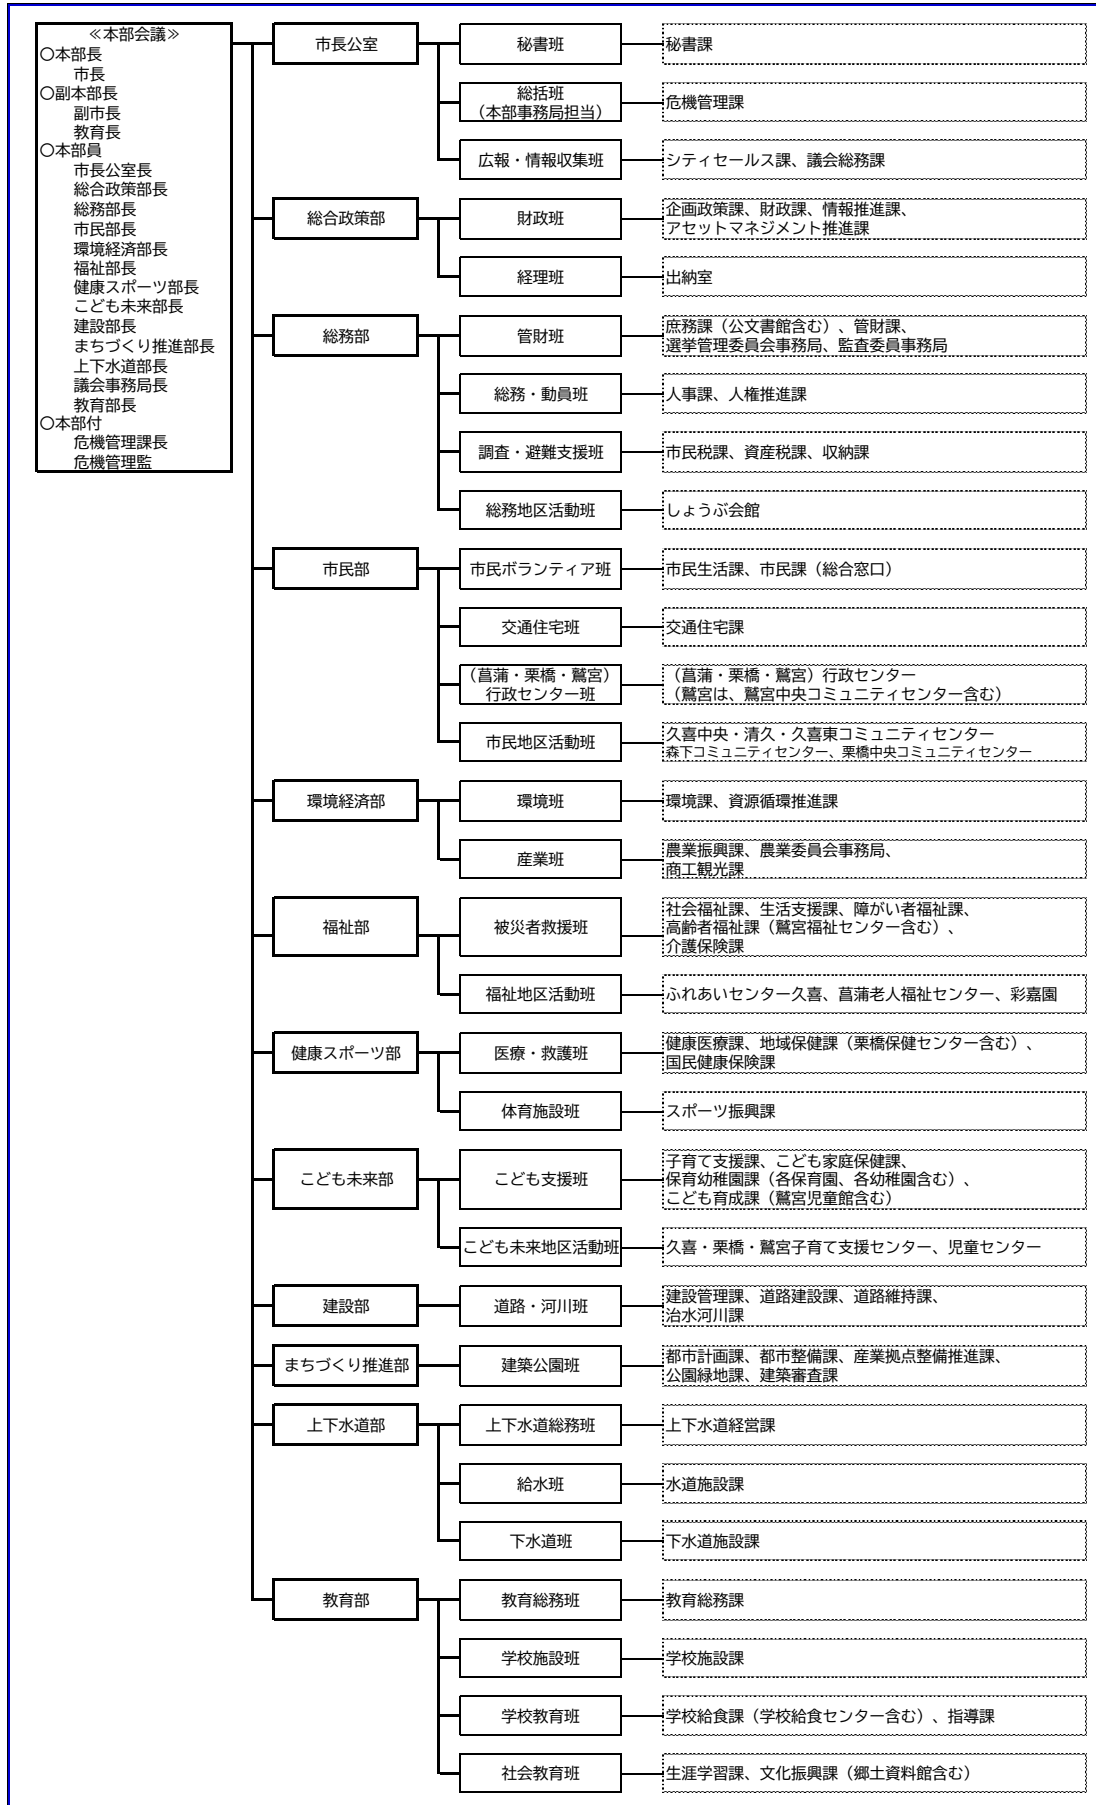 ≪本部会議≫
〇本部長
市長
〇副本部長
副市長
教育長
〇本部員
市長公室長
総合政策部長
総務部長
市民部長
環境経済部長
福祉部長
健康スポーツ部長
こども未来部長
建設部長
まちづくり推進部長
上下水道部長
議会事務局長
教育部長
〇本部付
危機管理課長
危機管理監
市長公室
秘書班
秘書課
総括班
（本部事務局担当）
危機管理課
広報・情報収集班
シティセールス課、議会総務課
総合政策部
財政班
企画政策課、財政課、情報推進課、
アセットマネジメント推進課
経理班
出納室
総務部
管財班
庶務課（公文書館含む）、管財課、
選挙管理委員会事務局、監査委員事務局
総務・動員班
人事課、人権推進課
調査・避難支援班
市民税課、資産税課、収納課
総務地区活動班
しょうぶ会館
市民部
市民ボランティア班
市民生活課、市民課（総合窓口）
交通住宅班
交通住宅課
（菖蒲・栗橋・鷲宮）
行政センター班
（菖蒲・栗橋・鷲宮）行政センター
（鷲宮は、鷲宮中央コミュニティセンター含む）
市民地区活動班
久喜中央・清久・久喜東コミュニティセンター
森下コミュニティセンター、栗橋中央コミュニティセンター
環境経済部
環境班
環境課、資源循環推進課
産業班
農業振興課、農業委員会事務局、
商工観光課
福祉部
被災者救援班
社会福祉課、生活支援課、障がい者福祉課、
高齢者福祉課（鷲宮福祉センター含む）、
介護保険課
福祉地区活動班
ふれあいセンター久喜、菖蒲老人福祉センター、彩嘉園
健康スポーツ部
医療・救護班
健康医療課、地域保健課（栗橋保健センター含む）、
国民健康保険課
体育施設班
スポーツ振興課
こども未来部
こども支援班
子育て支援課、こども家庭保健課、
保育幼稚園課（各保育園、各幼稚園含む）、
こども育成課（鷲宮児童館含む）
こども未来地区活動班
久喜・栗橋・鷲宮子育て支援センター、児童センター
建設部
道路・河川班
建設管理課、道路建設課、道路維持課、
治水河川課
まちづくり推進部
建築公園班
都市計画課、都市整備課、産業拠点整備推進課、
公園緑地課、建築審査課
上下水道部
上下水道総務班
上下水道経営課
給水班
水道施設課
下水道班
下水道施設課
教育部
教育総務班
教育総務課
学校施設班
学校施設課
学校教育班
学校給食課（学校給食センター含む）、指導課
社会教育班
生涯学習課、文化振興課（郷土資料館含む）